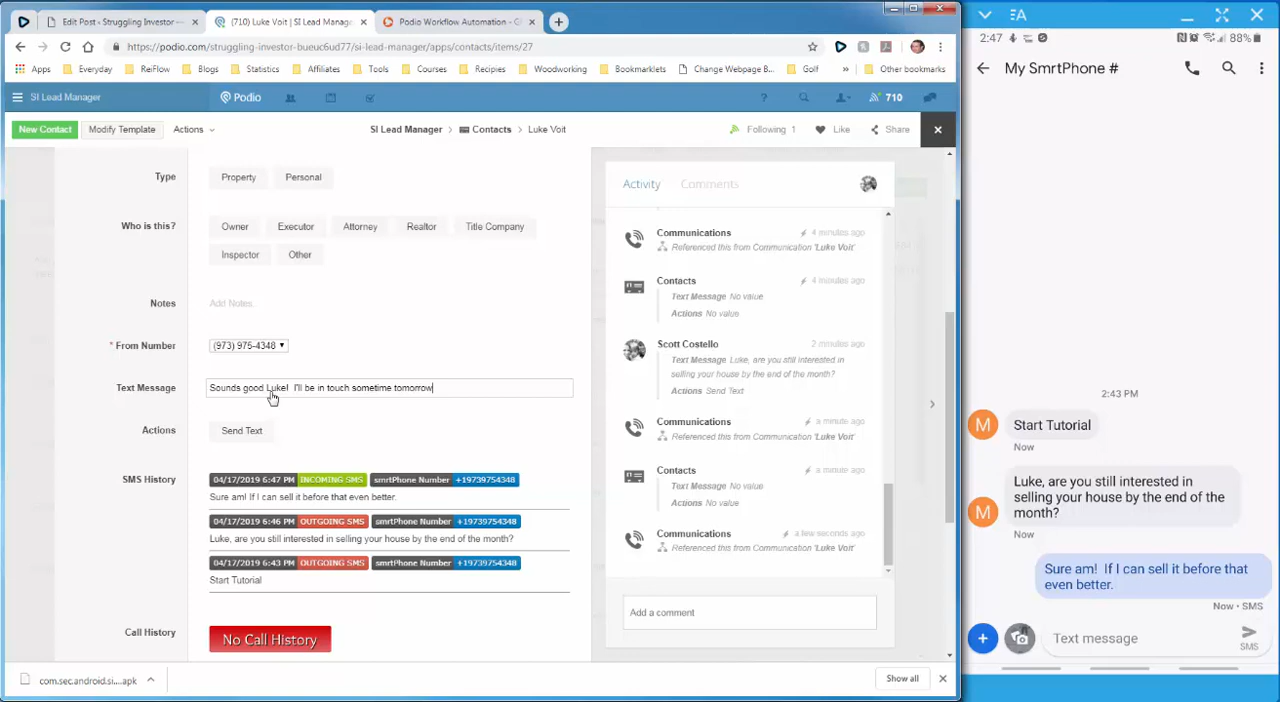 Edit Post ‹ Struggling Investor —
(710) Luke Voit | SI Lead Manag
Podio Workflow Automation - G
https://podio.com/struggling-investor-bueuc6ud77/si-lead-manager/apps/contacts/items/27
Apps
Everyday
ReiFlow
Blogs
Statistics
Affiliates
Tools
Courses
Recipies
Woodworking
Bookmarklets
Change Webpage B...
Golf
»
Other bookmarks
SI Lead Manager
Podio
?
710
New Contact
Modify Template
Actions
SI Lead Manager > Contacts > Luke Voit
Following 1
Like
Share
Type
Property
Personal
Who is this?
Owner
Executor
Attorney
Realtor
Title Company
Inspector
Other
Notes
Add Notes.
* From Number
(973) 975-4348
Text Message
Sounds good Luke!  I'll be in touch sometime tomorrow
Actions
Send Text
SMS History
04/17/2019 6:47 PM INCOMING SMS smrtPhone Number +19739754348
Sure am! If I can sell it before that even better.
04/17/2019 6:46 PM OUTGOING SMS smrtPhone Number +19739754348
Luke, are you still interested in selling your house by the end of the month?
04/17/2019 6:43 PM OUTGOING SMS smrtPhone Number +19739754348
Start Tutorial
Call History
No Call History
Activity
Comments
Communications
4 minutes ago
Referenced this from Communication 'Luke Voit'
Contacts
4 minutes ago
Text Message No value
Actions No value
Scott Costello
2 minutes ago
Text Message Luke, are you still interested in
selling your house by the end of the month?
Actions Send Text
Communications
a minute ago
Referenced this from Communication 'Luke Voit'
Contacts
a minute ago
Text Message No value
Actions No value
Communications
a few seconds ago
Referenced this from Communication 'Luke Voit'
Add a comment
com.sec.android.si....apk
Show all
2:47
88%
My SmrtPhone #
2:43 PM
M
Start Tutorial
Now
Luke, are you still interested in
selling your house by the end of the
month?
M
Now
Sure am!  If I can sell it before that
even better.
Now · SMS
Text message
SMS